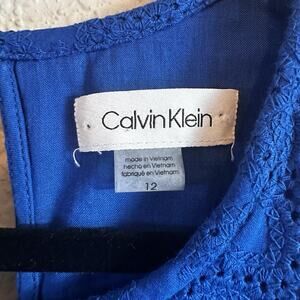 Calvin Klein
made in Vietnam
hecho en Vietnam
fabriqué en Vietnam
12